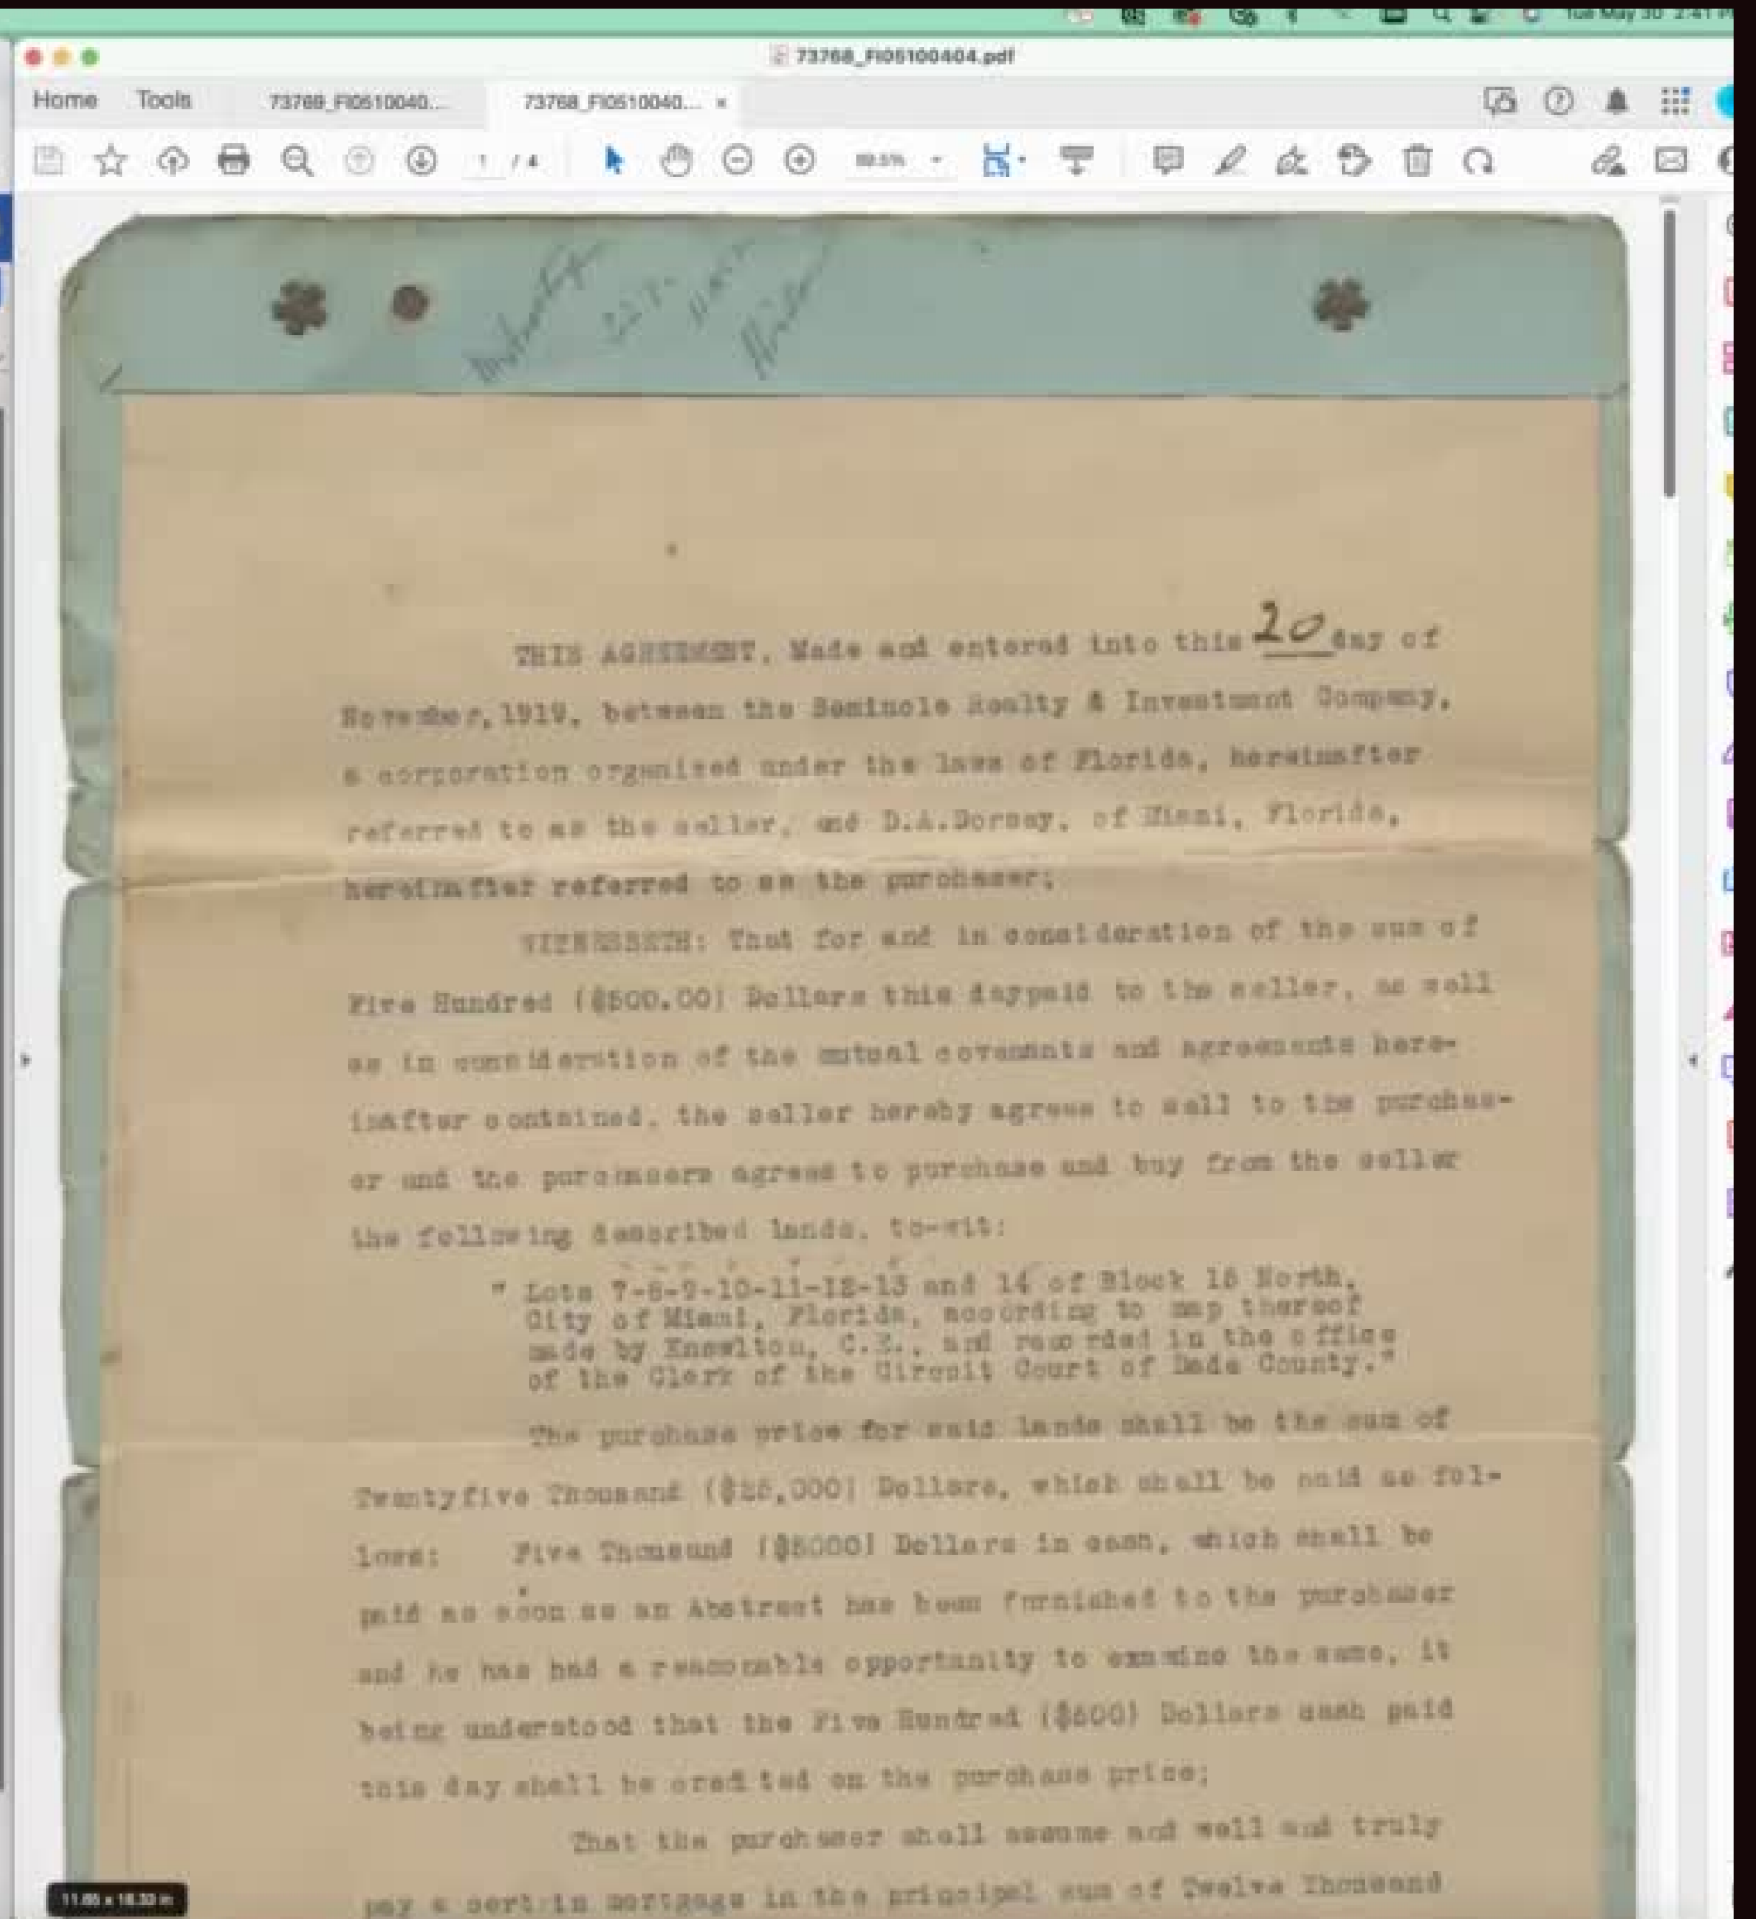 Tue May 30 2:41 P
73768_FI05100404.pdf
Home Tools 73769_FI0510040... 73768_FI0510040... ×
1 / 4
THIS AGREEMENT, Made and entered into this 20 day of
November, 1919, between the Seminole Realty & Investment Company,
a corporation organized under the laws of Florida, hereinafter
referred to as the seller, and D.A.Dorsey, of Miami, Florida,
hereinafter referred to as the purchaser;
WITNESSETH: That for and in consideration of the sum of
Five Hundred ($500.00) Dollars this daypaid to the seller, as well
as in consideration of the mutual covenants and agreements here-
inafter contained, the seller hereby agrees to sell to the purchas-
er and the purchasers agrees to purchase and buy from the seller
the following described lands, to-wit:
" Lots 7-8-9-10-11-12-13 and 14 of Block North,
City of Miami, Florida, according to map thereof
made by Knowlton, C.E., and recorded in the office
of the Clerk of the Circuit Court of Dade County."
The purchase price for said lands shall be the sum of
Twentyfive Thousand ($25,000) Dollars, which shall be paid as fol-
lows: Five Thousand ($5000) Dollars in cash, which shall be
paid as soon as an Abstract has been furnished to the purchaser
and he has had a reasonable opportunity to examine the same, it
being understood that the Five Hundred ($500) Dollars cash paid
this day shall be credited on the purchase price;
That the purchaser shall assume and well and truly
pay a certain mortgage in the principal sum of Twelve Thousand